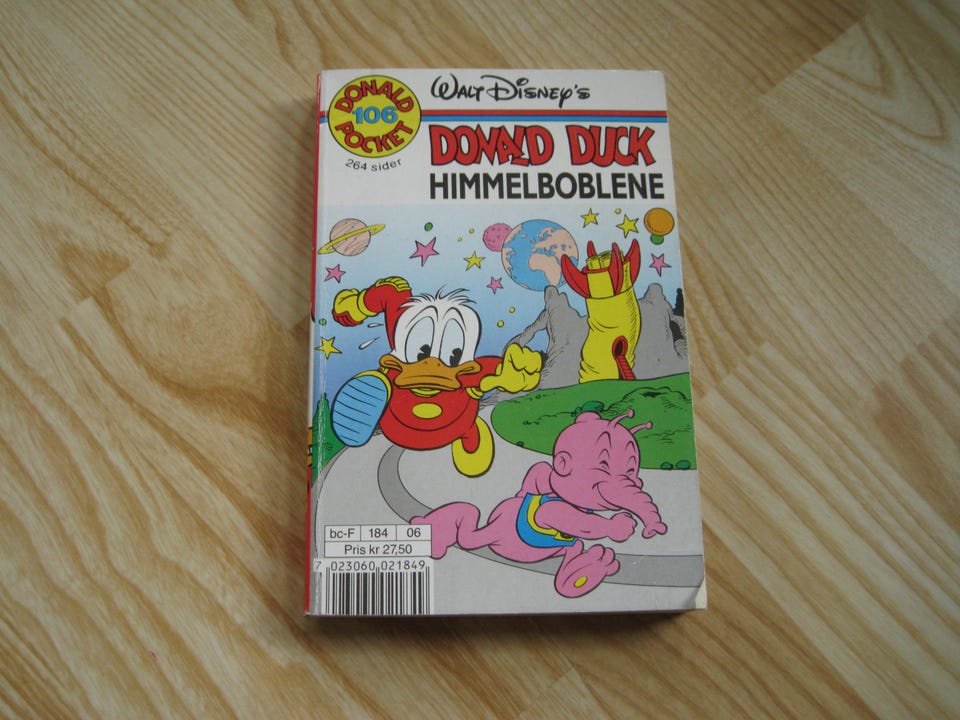 DONALD
106
POCKET
264 sider
WALT DISNEY'S
DONALD DUCK
HIMMELBOBLENE
bc-F 184 06
Pris kr 27,50
7 023060 021849